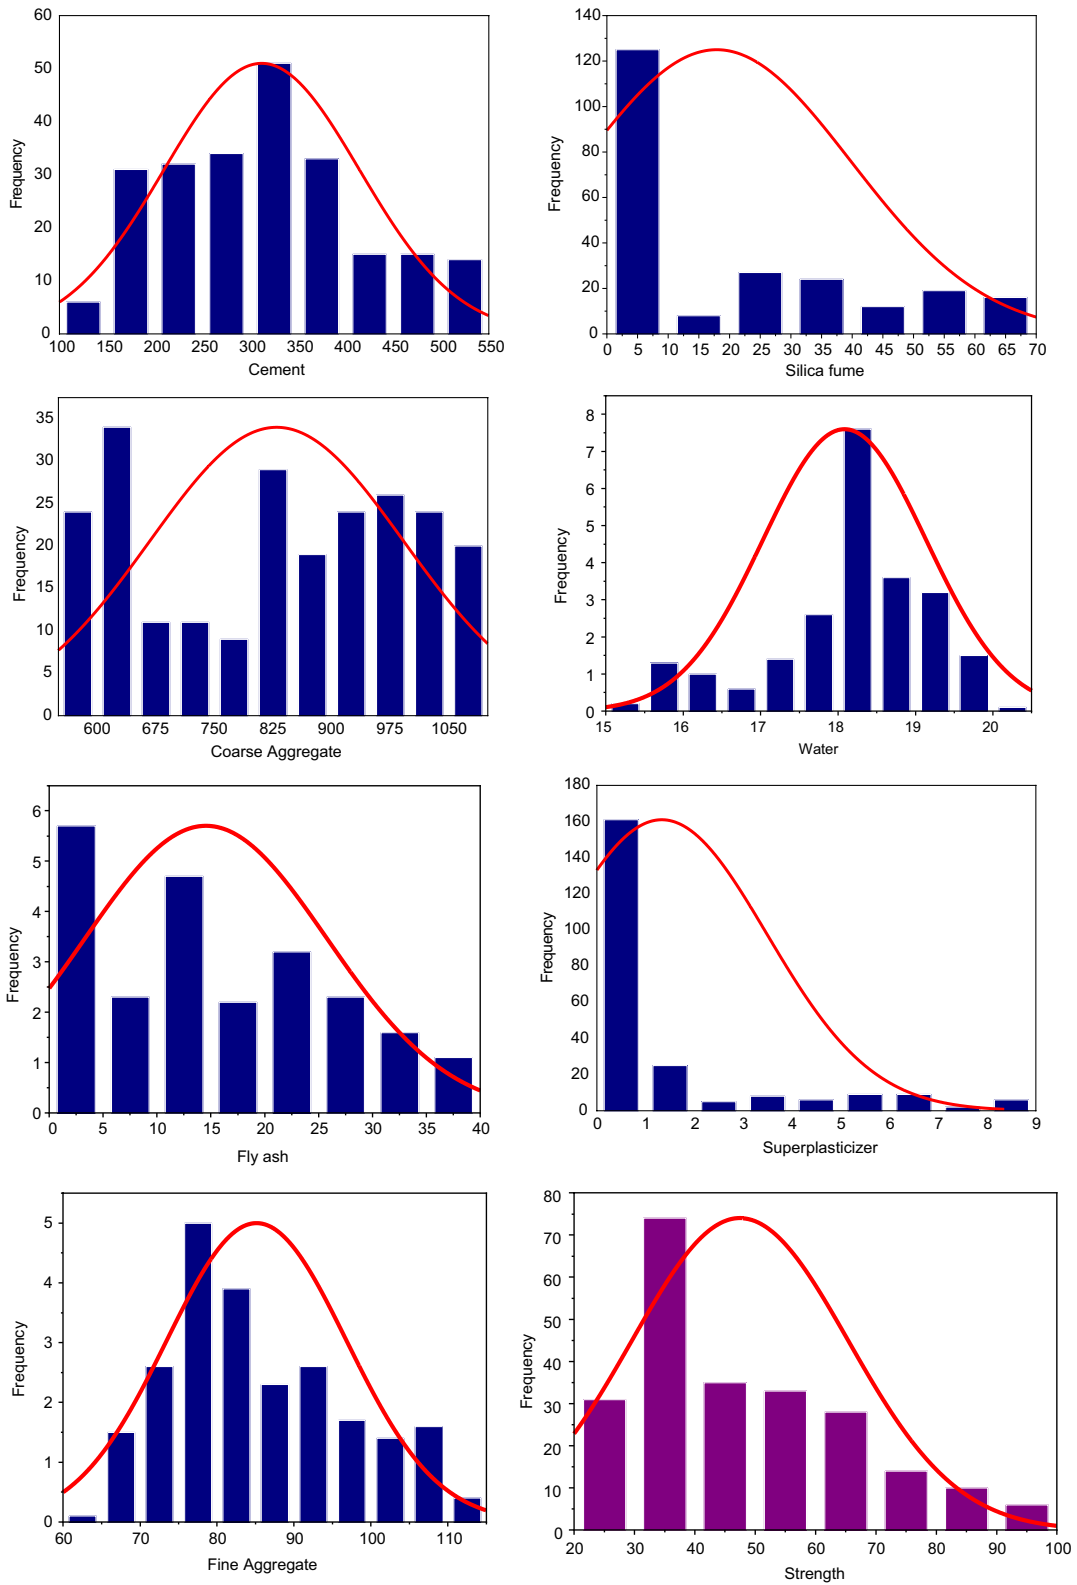 60
50
40
30
20
10
0
Frequency
100 150 200 250 300 350 400 450 500 550
Cement
140
120
100
80
60
40
20
0
Frequency
0 5 10 15 20 25 30 35 40 45 50 55 60 65 70
Silica fume
35
30
25
20
15
10
5
0
Frequency
600 675 750 825 900 975 1050
Coarse Aggregate
8
7
6
5
4
3
2
1
0
Frequency
15 16 17 18 19 20
Water
6
5
4
3
2
1
0
Frequency
0 5 10 15 20 25 30 35 40
Fly ash
180
160
140
120
100
80
60
40
20
0
Frequency
0 1 2 3 4 5 6 7 8 9
Superplasticizer
5
4
3
2
1
0
Frequency
60 70 80 90 100 110
Fine Aggregate
80
70
60
50
40
30
20
10
0
Frequency
20 30 40 50 60 70 80 90 100
Strength